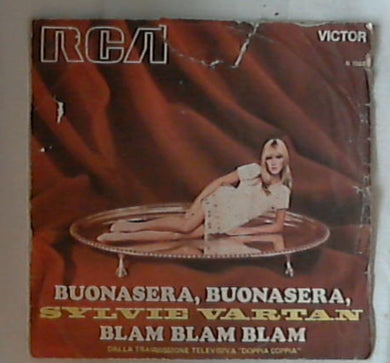 RCA VICTOR
BUONASERA, BUONASERA,
SYLVIE VARTAN
BLAM BLAM BLAM
DALLA TRASMISSIONE TELEVISIVA "DOPPIA COPPIA"